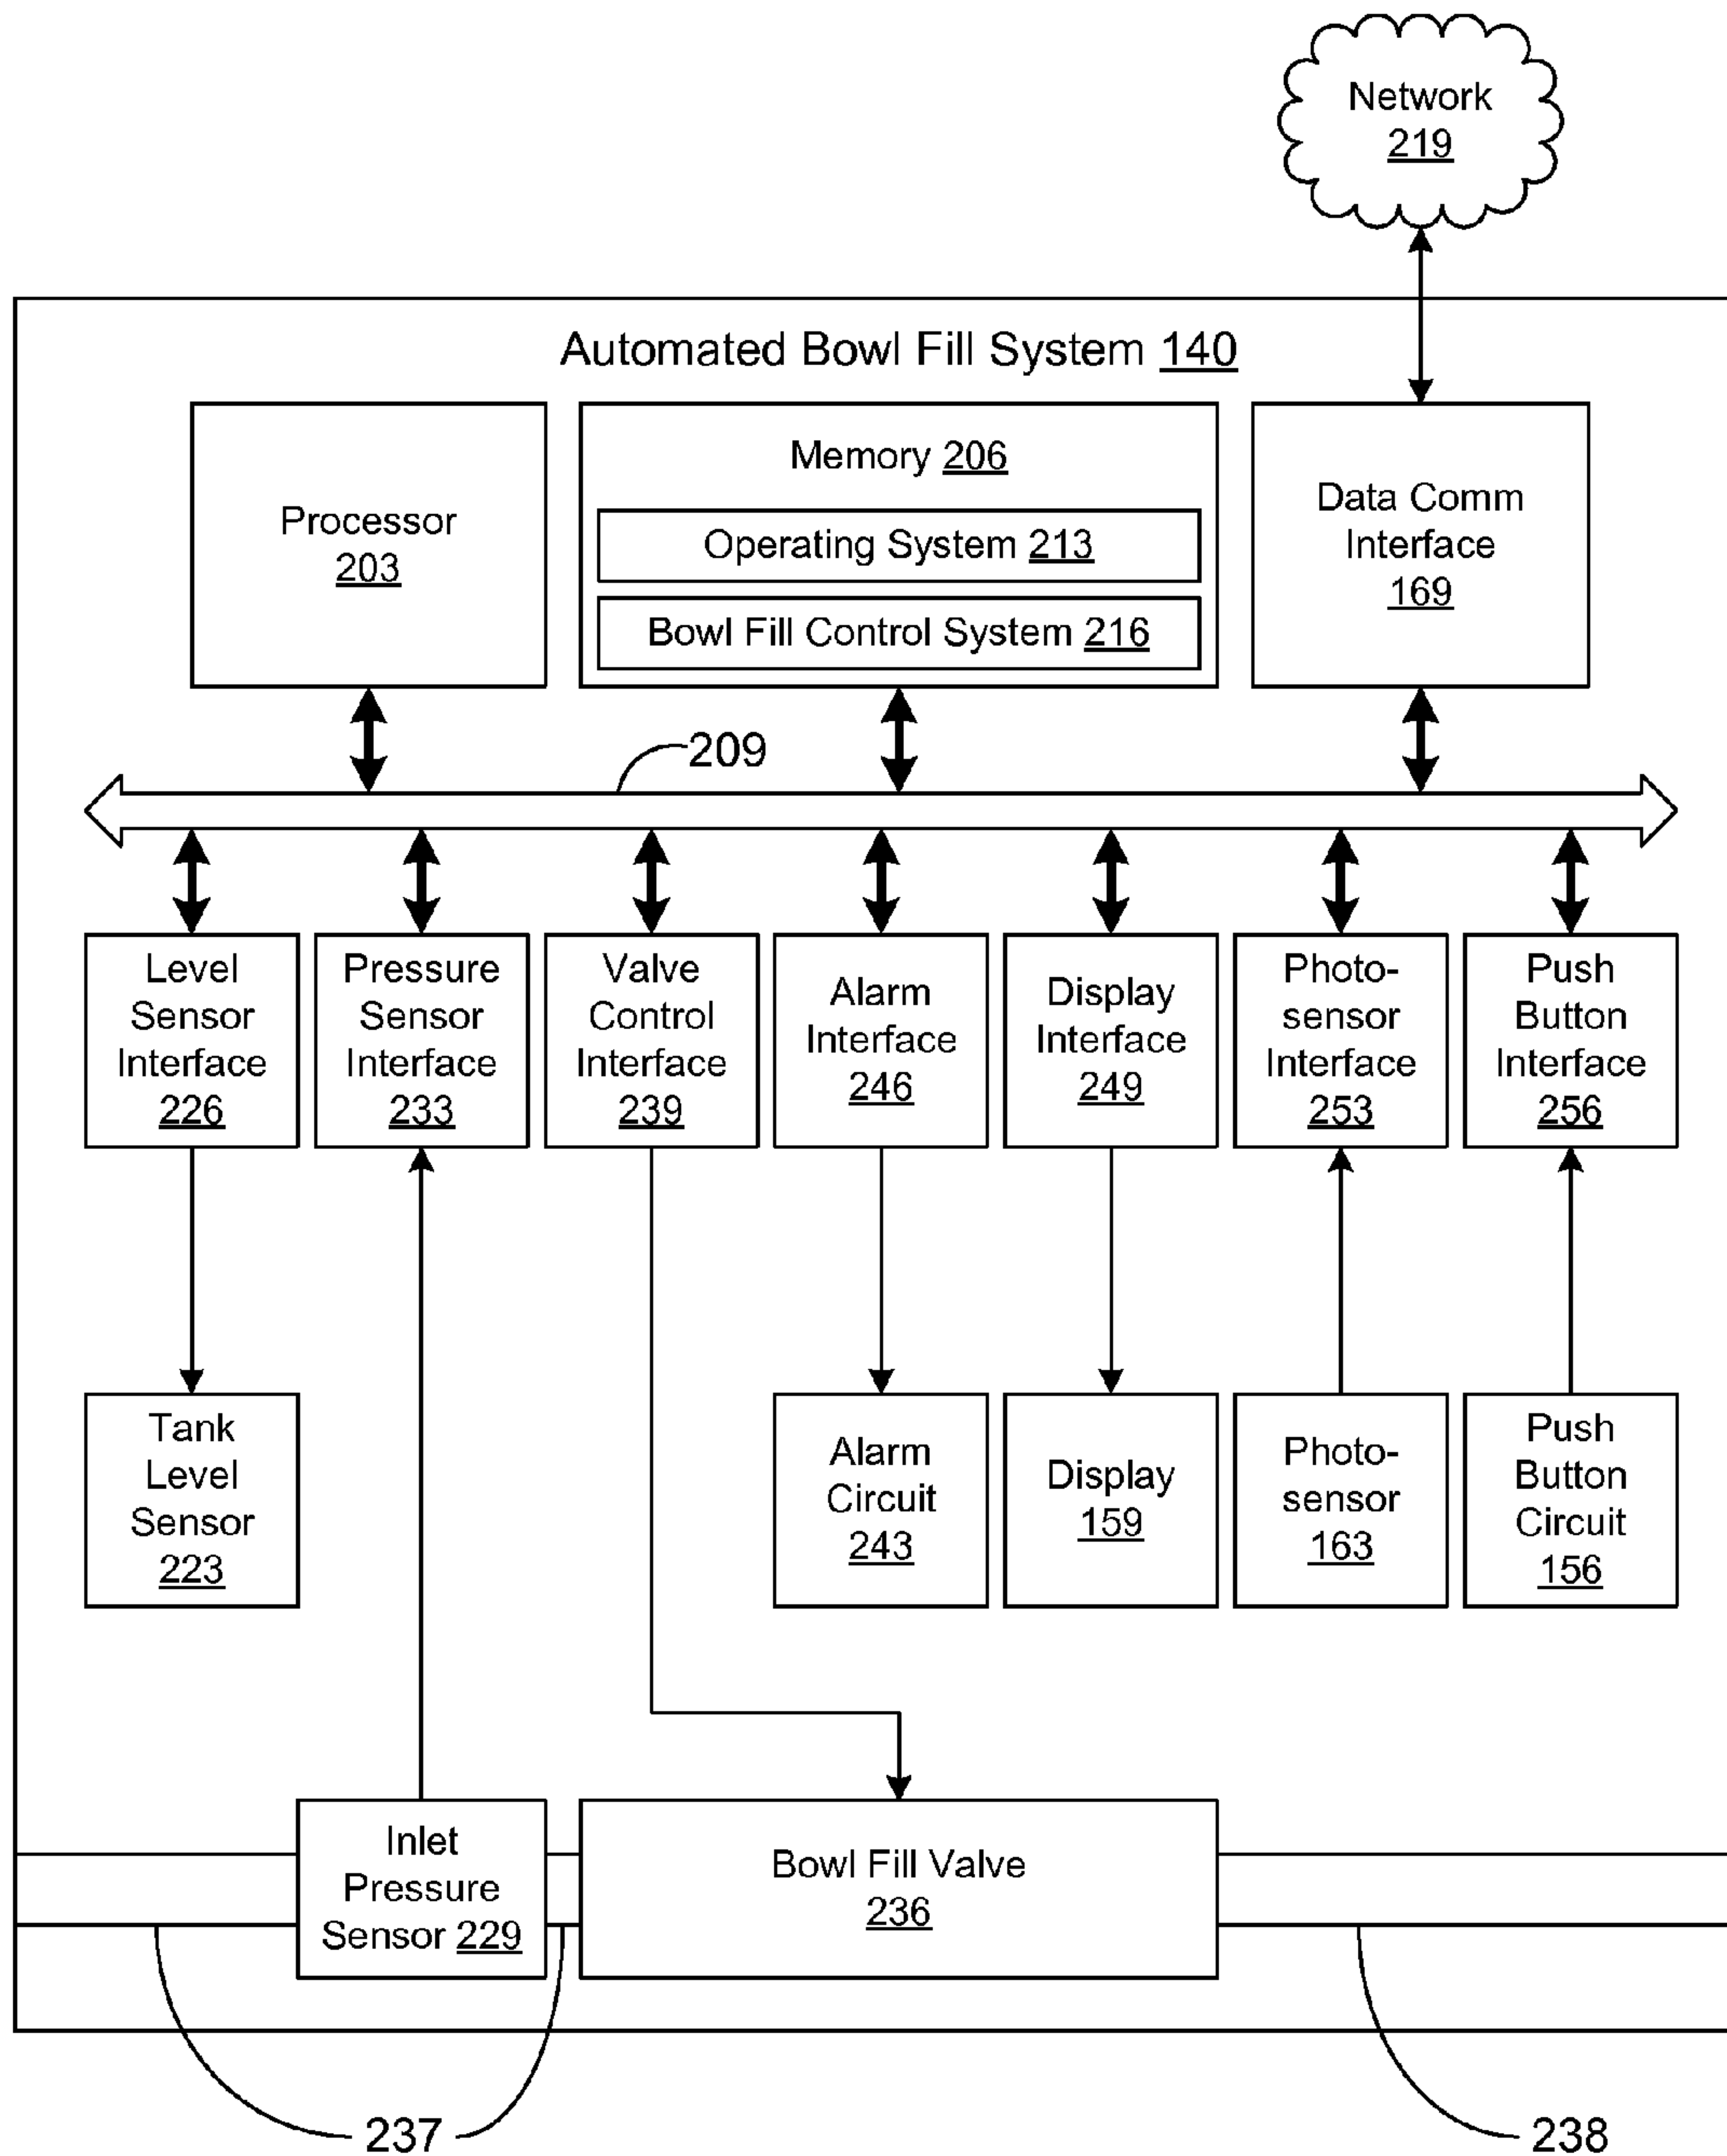 Network
219
Automated Bowl Fill System 140
Processor
203
Memory 206
Operating System 213
Bowl Fill Control System 216
Data Comm
Interface
169
209
Level
Sensor
Interface
226
Pressure
Sensor
Interface
233
Valve
Control
Interface
239
Alarm
Interface
246
Display
Interface
249
Photo-
sensor
Interface
253
Push
Button
Interface
256
Tank
Level
Sensor
223
Alarm
Circuit
243
Display
159
Photo-
sensor
163
Push
Button
Circuit
156
Inlet
Pressure
Sensor 229
Bowl Fill Valve
236
237
238